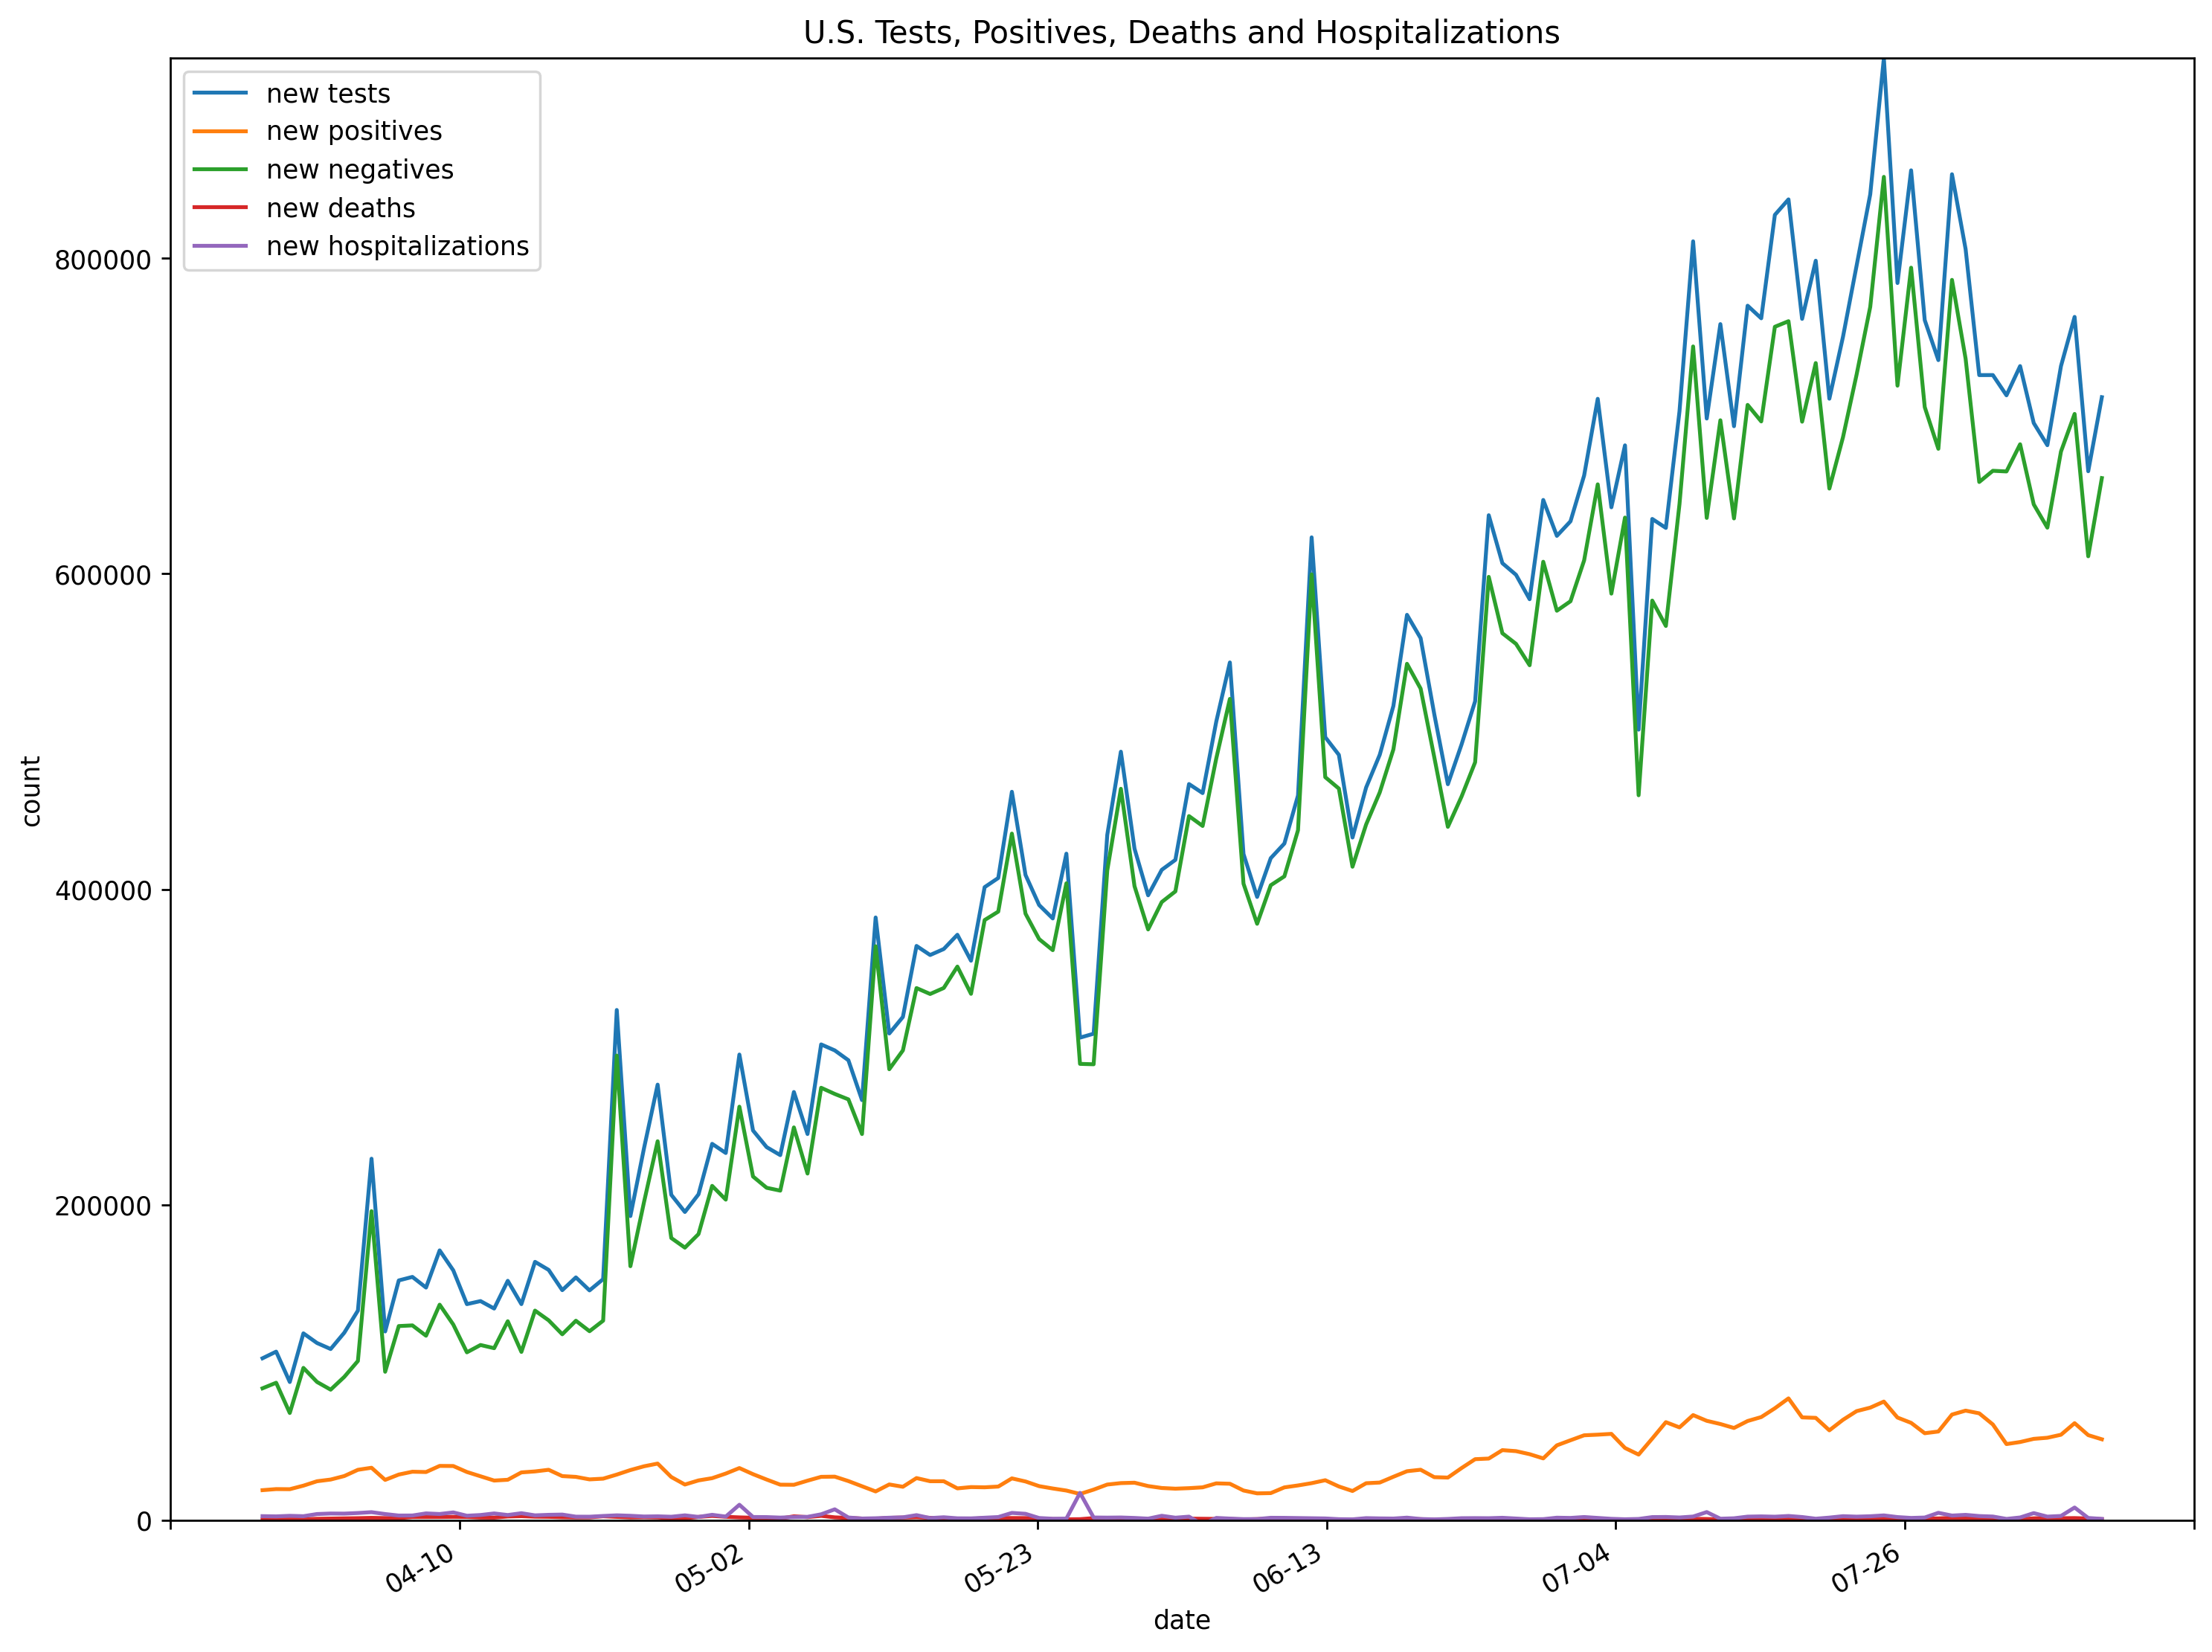 U.S. Tests, Positives, Deaths and Hospitalizations
new tests
new positives
new negatives
new deaths
new hospitalizations
800000
600000
400000
200000
0
count
04-10
05-02
05-23
06-13
07-04
07-26
date